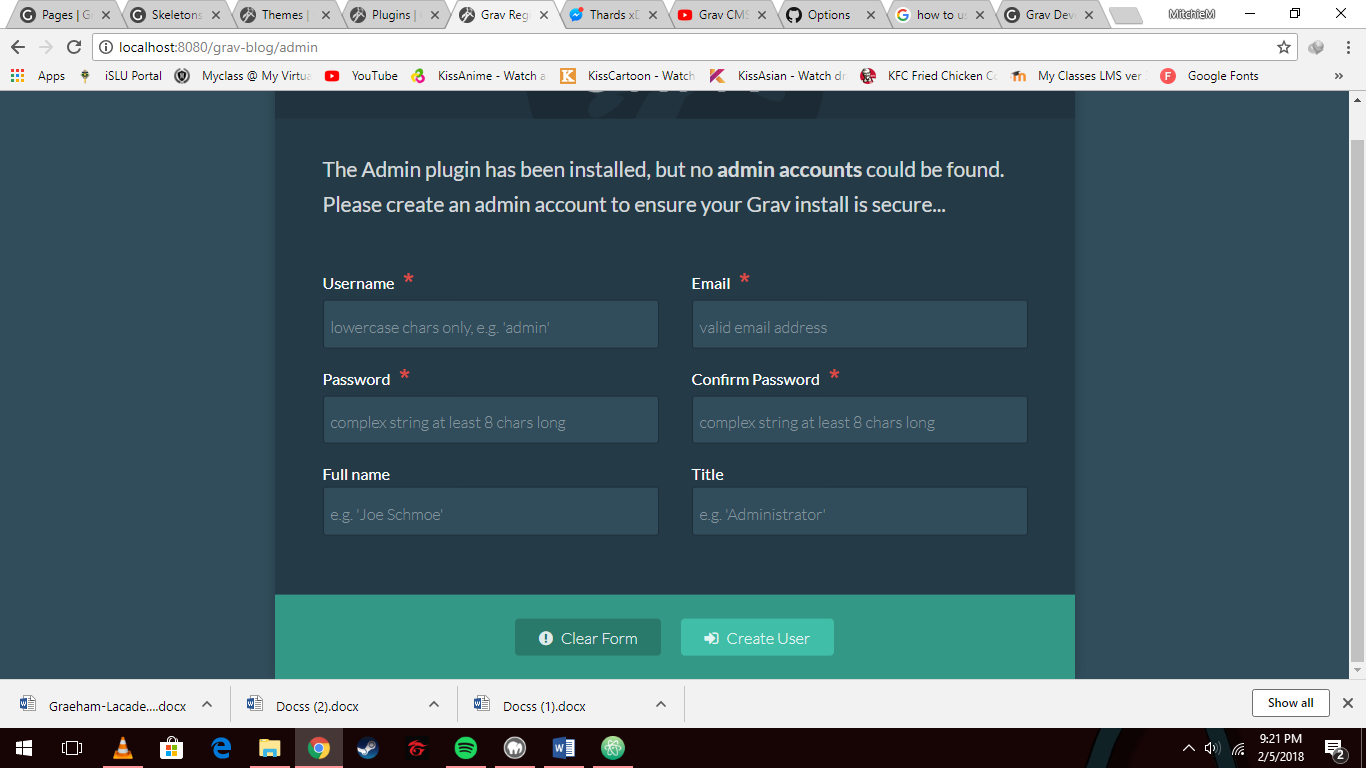 Pages | G
Skeletons
Themes |
Plugins |
Grav Reg
Thards xD
Grav CMS
Options
how to us
Grav Deve
MitchieM
localhost:8080/grav-blog/admin
Apps
iSLU Portal
Myclass @ My Virtua
YouTube
KissAnime - Watch a
KissCartoon - Watch
KissAsian - Watch dr
KFC Fried Chicken Co
My Classes LMS ver
Google Fonts
»
The Admin plugin has been installed, but no admin accounts could be found.
Please create an admin account to ensure your Grav install is secure...
Username *
Email *
lowercase chars only, e.g. 'admin'
valid email address
Password *
Confirm Password *
complex string at least 8 chars long
complex string at least 8 chars long
Full name
Title
e.g. 'Joe Schmoe'
e.g. 'Administrator'
Clear Form
Create User
Graeham-Lacade....docx
Docss (2).docx
Docss (1).docx
Show all
9:21 PM
2/5/2018
2